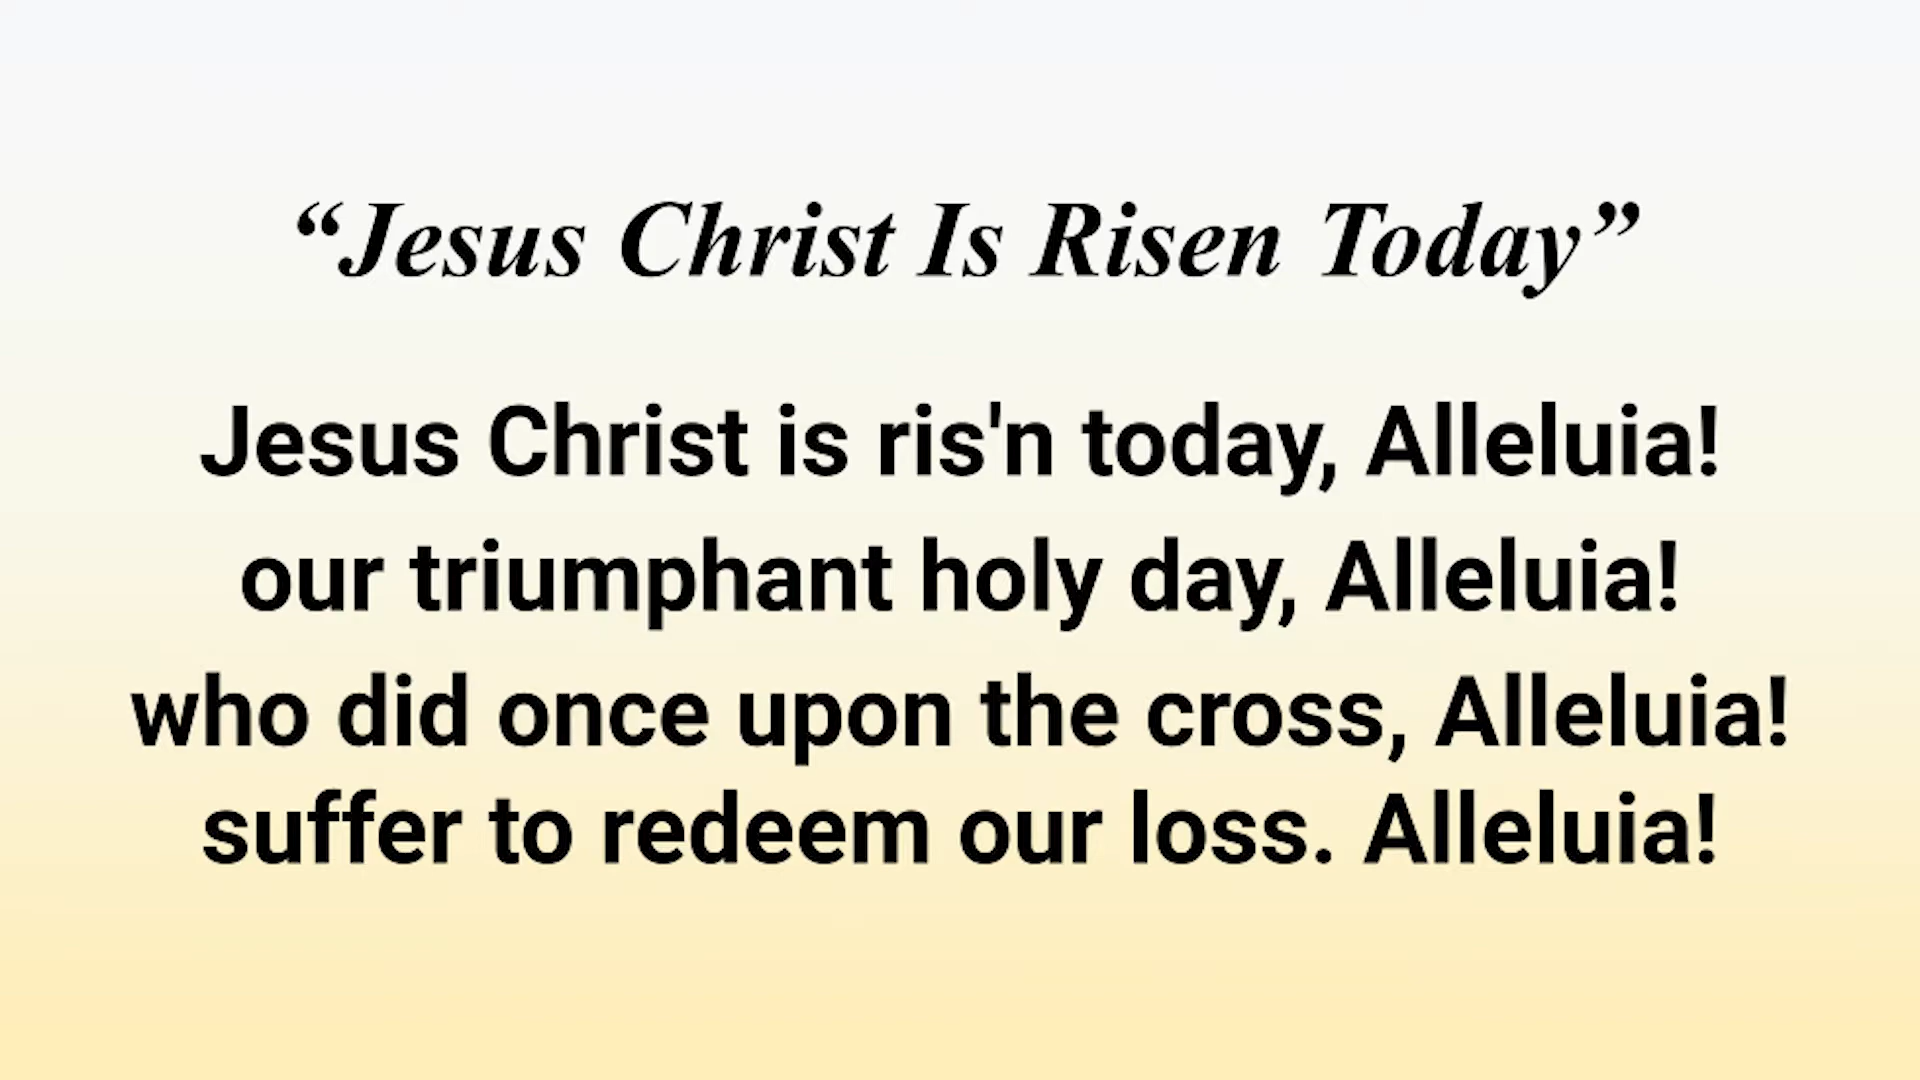 “Jesus Christ Is Risen Today”
Jesus Christ is ris'n today, Alleluia!
our triumphant holy day, Alleluia!
who did once upon the cross, Alleluia!
suffer to redeem our loss. Alleluia!